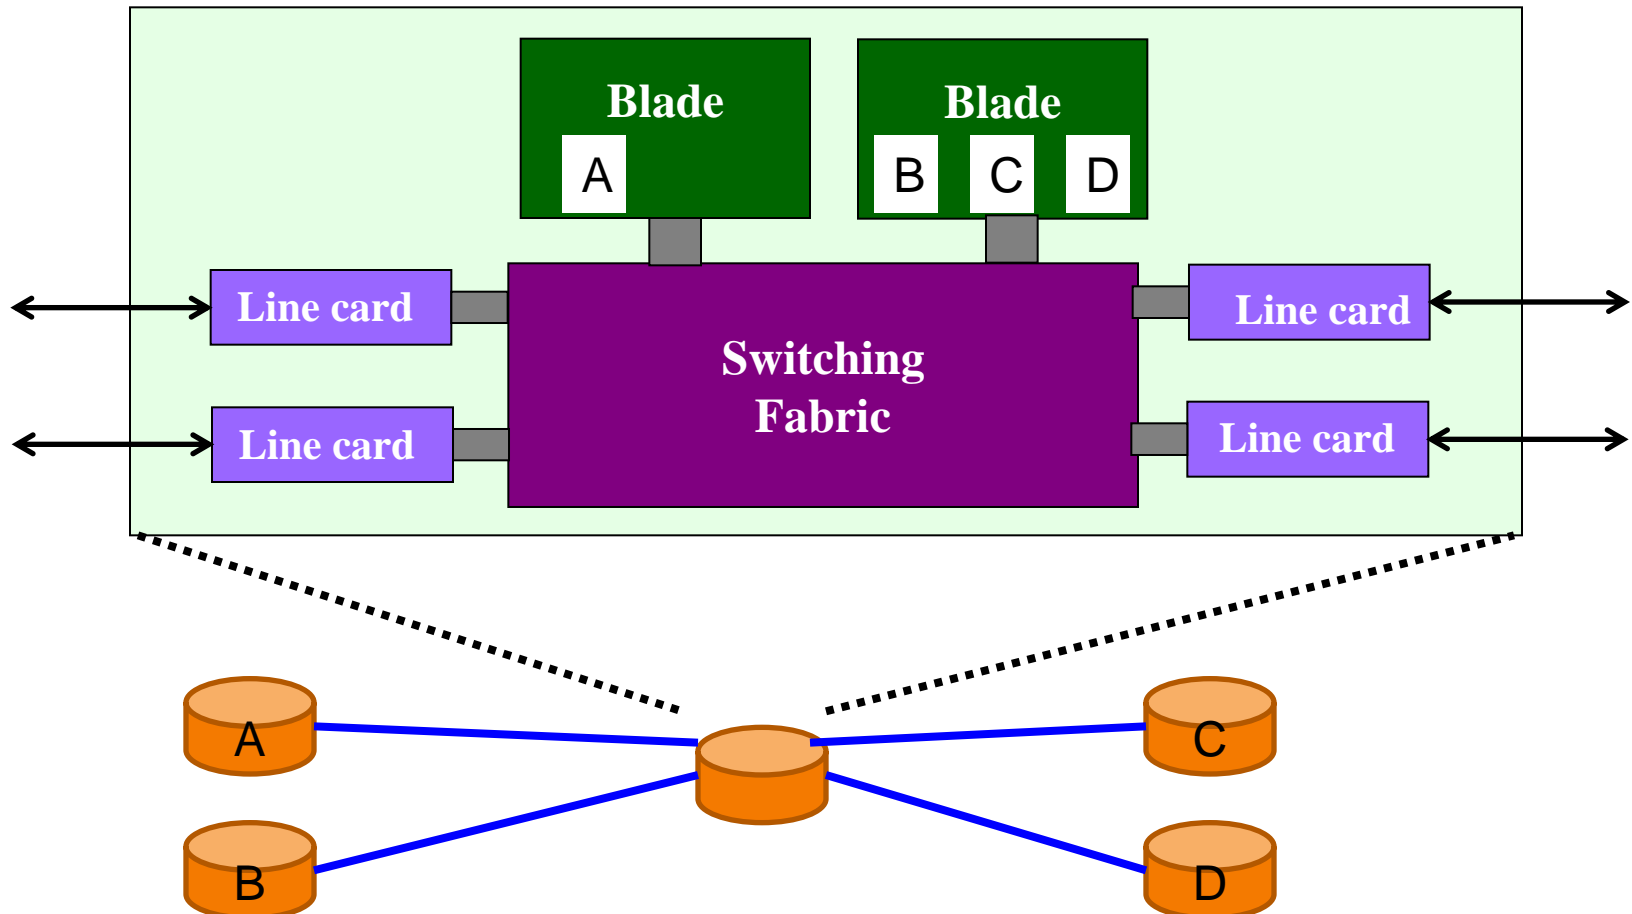 Blade
Blade
A
B
C
D
Line card
Line card
Switching
Fabric
Line card
Line card
A
C
B
D